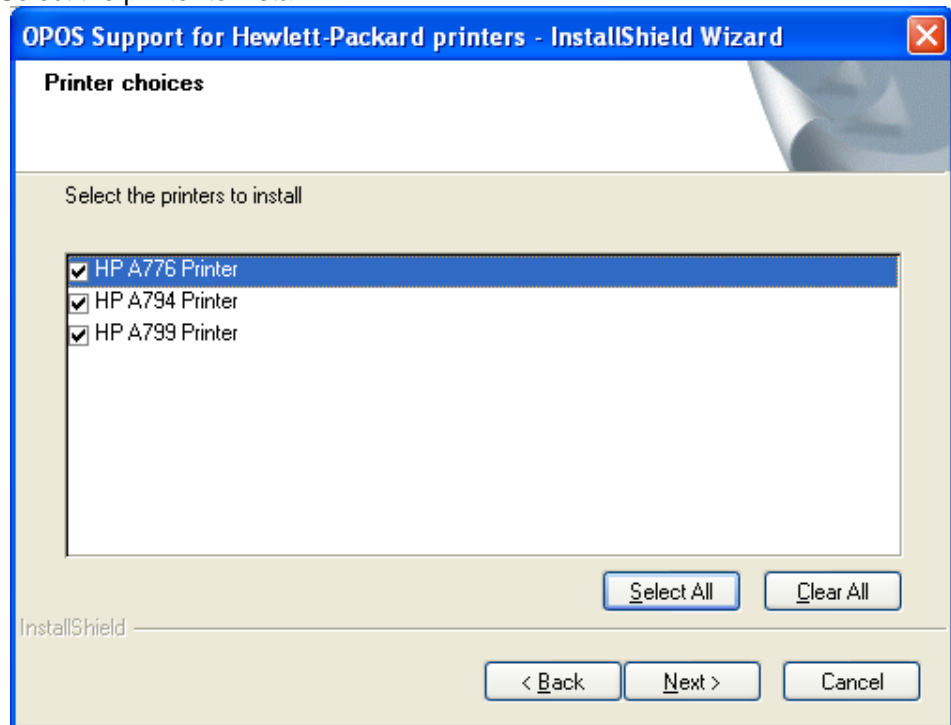 OPOS Support for Hewlett-Packard printers - InstallShield Wizard
Printer choices
Select the printers to install
HP A776 Printer
HP A794 Printer
HP A799 Printer
Select All
Clear All
InstallShield
< Back
Next >
Cancel